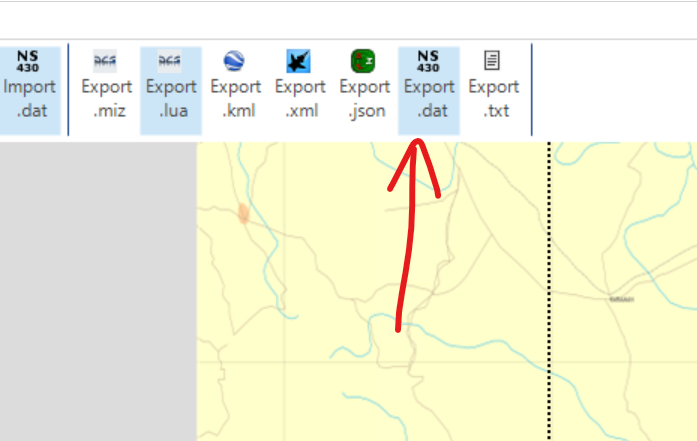 NS
430
Import
.dat
DCS
Export
.miz
DCS
Export
.lua
Export
.kml
Export
.xml
Export
.json
NS
430
Export
.dat
Export
.txt